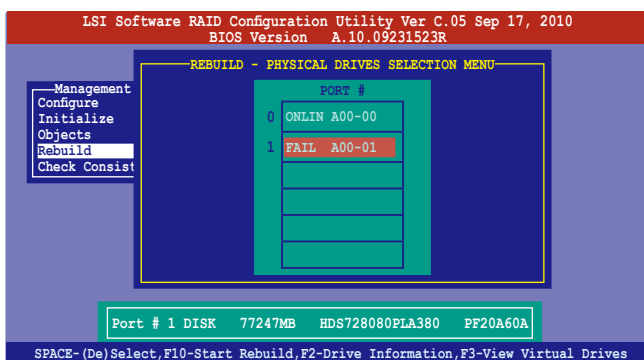 LSI Software RAID Configuration Utility Ver C.05 Sep 17, 2010
BIOS Version A.10.09231523R
REBUILD - PHYSICAL DRIVES SELECTION MENU
Management
Configure
Initialize
Objects
Rebuild
Check Consist
PORT #
0 ONLIN A00-00
1 FAIL A00-01
Port # 1 DISK 77247MB HDS728080PLA380 PF20A60A
SPACE-(De)Select,F10-Start Rebuild,F2-Drive Information,F3-View Virtual Drives